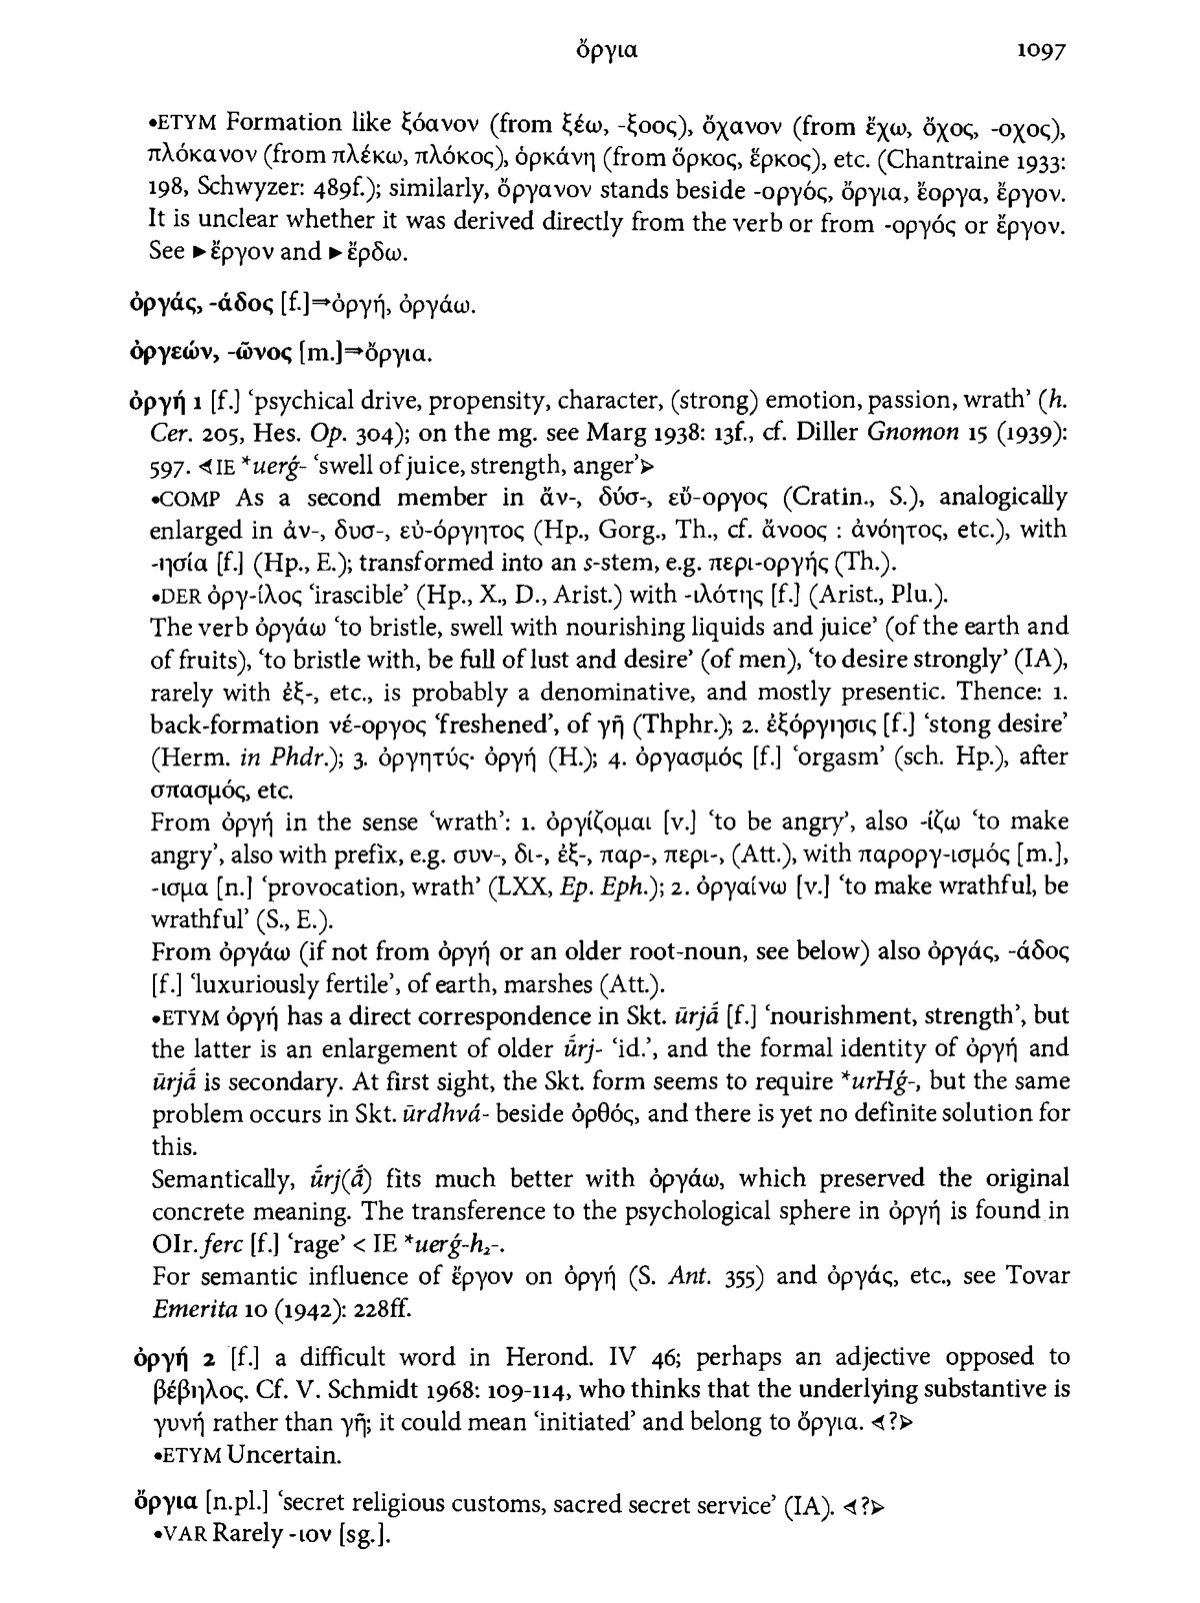 ὄργια 1097
•ETYM Formation like ξόανον (from ξέω, -ξοος), ὄχανον (from ἔχω, ὄχος, -οχος),
πλόκανον (from πλέκω, πλόκος), ὁρκάνη (from ὅρκος, ἕρκος), etc. (Chantraine 1933:
198, Schwyzer: 489f.); similarly, ὄργανον stands beside -οργός, ὄργια, ἔοργα, ἔργον.
It is unclear whether it was derived directly from the verb or from -οργός or ἔργον.
See ►ἔργον and ►ἔρδω.
ὀργάς, -άδος [f.]⇒ὀργή, ὀργάω.
ὀργεών, -ῶνος [m.]⇒ὄργια.
ὀργή 1 [f.] ‘psychical drive, propensity, character, (strong) emotion, passion, wrath’ (h.
Cer. 205, Hes. Op. 304); on the mg. see Marg 1938: 13f., cf. Diller Gnomon 15 (1939):
597. ⋖IE *uerǵ- ‘swell of juice, strength, anger’⋗
•COMP As a second member in ἄν-, δύσ-, εὔ-οργος (Cratin., S.), analogically
enlarged in ἀν-, δυσ-, εὐ-όργητος (Hp., Gorg., Th., cf. ἄνοος : ἀνόητος, etc.), with
-ησία [f.] (Hp., E.); transformed into an s-stem, e.g. περι-οργής (Th.).
•DER ὀργ-ίλος ‘irascible’ (Hp., X., D., Arist.) with -ιλότης [f.] (Arist., Plu.).
The verb ὀργάω ‘to bristle, swell with nourishing liquids and juice’ (of the earth and
of fruits), ‘to bristle with, be full of lust and desire’ (of men), ‘to desire strongly’ (IA),
rarely with ἐξ-, etc., is probably a denominative, and mostly presentic. Thence: 1.
back-formation νέ-οργος ‘freshened’, of γῆ (Thphr.); 2. ἐξόργησις [f.] ‘stong desire’
(Herm. in Phdr.); 3. ὀργητύς· ὀργή (H.); 4. ὀργασμός [f.] ‘orgasm’ (sch. Hp.), after
σπασμός, etc.
From ὀργή in the sense ‘wrath’: 1. ὀργίζομαι [v.] ‘to be angry’, also -ίζω ‘to make
angry’, also with prefix, e.g. συν-, δι-, ἐξ-, παρ-, περι-, (Att.), with παροργ-ισμός [m.],
-ισμα [n.] ‘provocation, wrath’ (LXX, Ep. Eph.); 2. ὀργαίνω [v.] ‘to make wrathful, be
wrathful’ (S., E.).
From ὀργάω (if not from ὀργή or an older root-noun, see below) also ὀργάς, -άδος
[f.] ‘luxuriously fertile’, of earth, marshes (Att.).
•ETYM ὀργή has a direct correspondence in Skt. ūrjā́ [f.] ‘nourishment, strength’, but
the latter is an enlargement of older ū́rj- ‘id.’, and the formal identity of ὀργή and
ūrjā́ is secondary. At first sight, the Skt. form seems to require *urHǵ-, but the same
problem occurs in Skt. ūrdhvá- beside ὀρθός, and there is yet no definite solution for
this.
Semantically, ū́rj(ā́) fits much better with ὀργάω, which preserved the original
concrete meaning. The transference to the psychological sphere in ὀργή is found in
OIr. ferc [f.] ‘rage’ < IE *uerǵ-h₂-.
For semantic influence of ἔργον on ὀργή (S. Ant. 355) and ὀργάς, etc., see Tovar
Emerita 10 (1942): 228ff.
ὀργή 2 [f.] a difficult word in Herond. IV 46; perhaps an adjective opposed to
βέβηλος. Cf. V. Schmidt 1968: 109-114, who thinks that the underlying substantive is
γυνή rather than γῆ; it could mean ‘initiated’ and belong to ὄργια. ⋖?⋗
•ETYM Uncertain.
ὄργια [n.pl.] ‘secret religious customs, sacred secret service’ (IA). ⋖?⋗
•VAR Rarely -ιον [sg.].